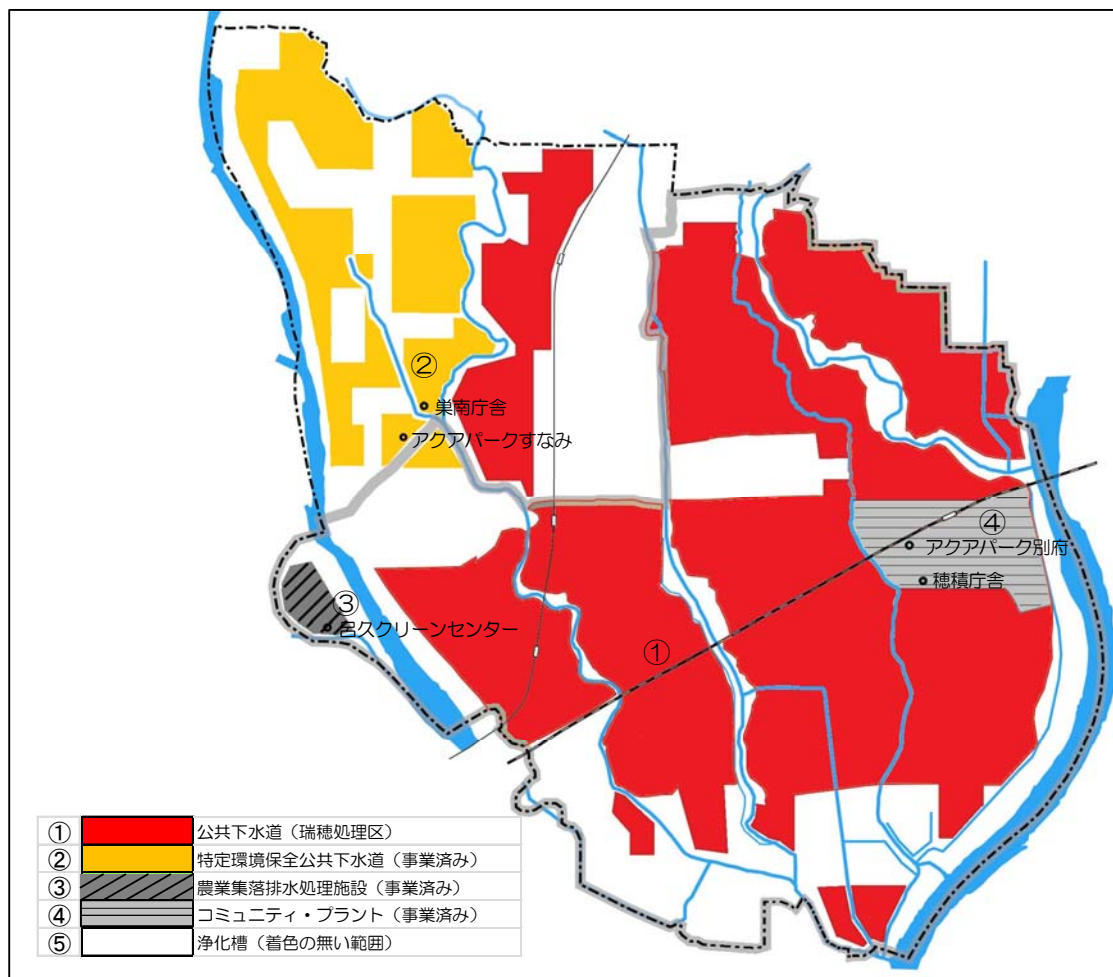 ②
巣南庁舎
アクアパークすなみ
④
アクアパーク別府
穂積庁舎
③
呂久クリーンセンター
①
① 公共下水道（瑞穂処理区）
② 特定環境保全公共下水道（事業済み）
③ 農業集落排水処理施設（事業済み）
④ コミュニティ・プラント（事業済み）
⑤ 浄化槽（着色の無い範囲）